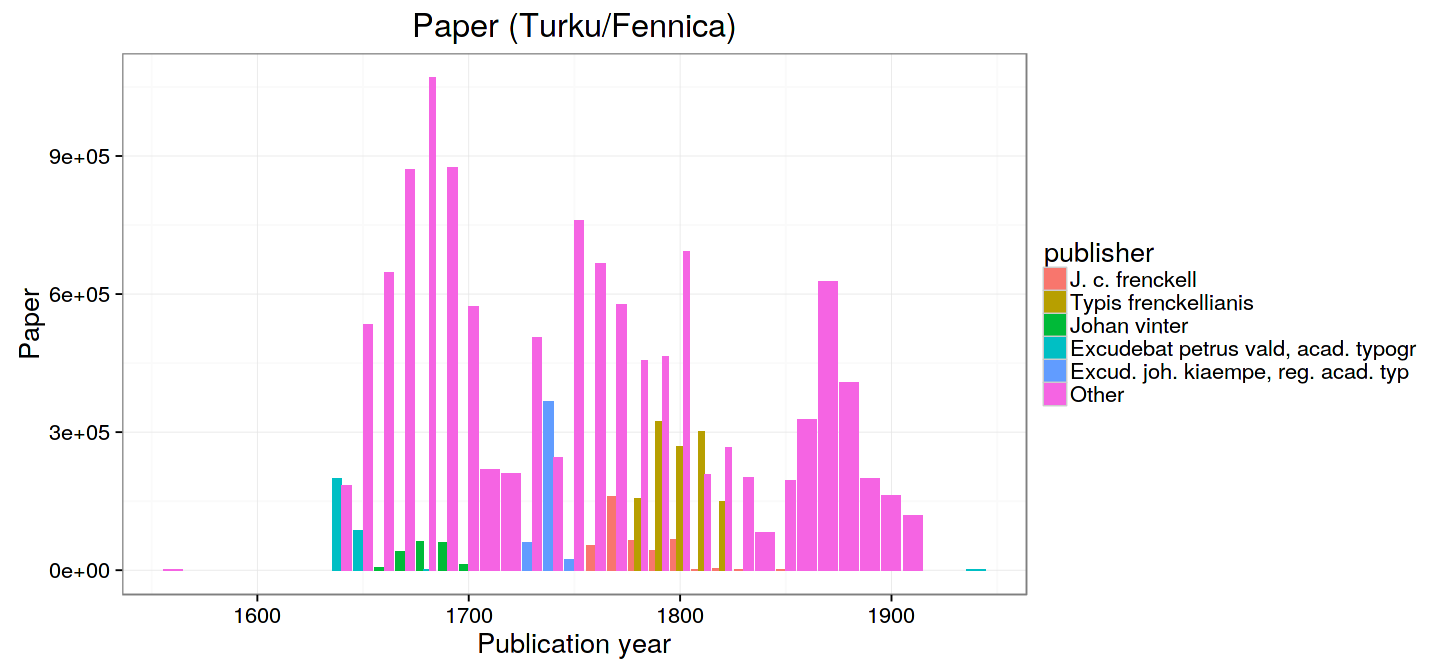 Paper (Turku/Fennica)
9e+05
6e+05
3e+05
0e+00
Paper
1600 1700 1800 1900
Publication year
publisher
J. c. frenckell
Typis frenckellianis
Johan vinter
Excudebat petrus vald, acad. typogr
Excud. joh. kiaempe, reg. acad. typ
Other